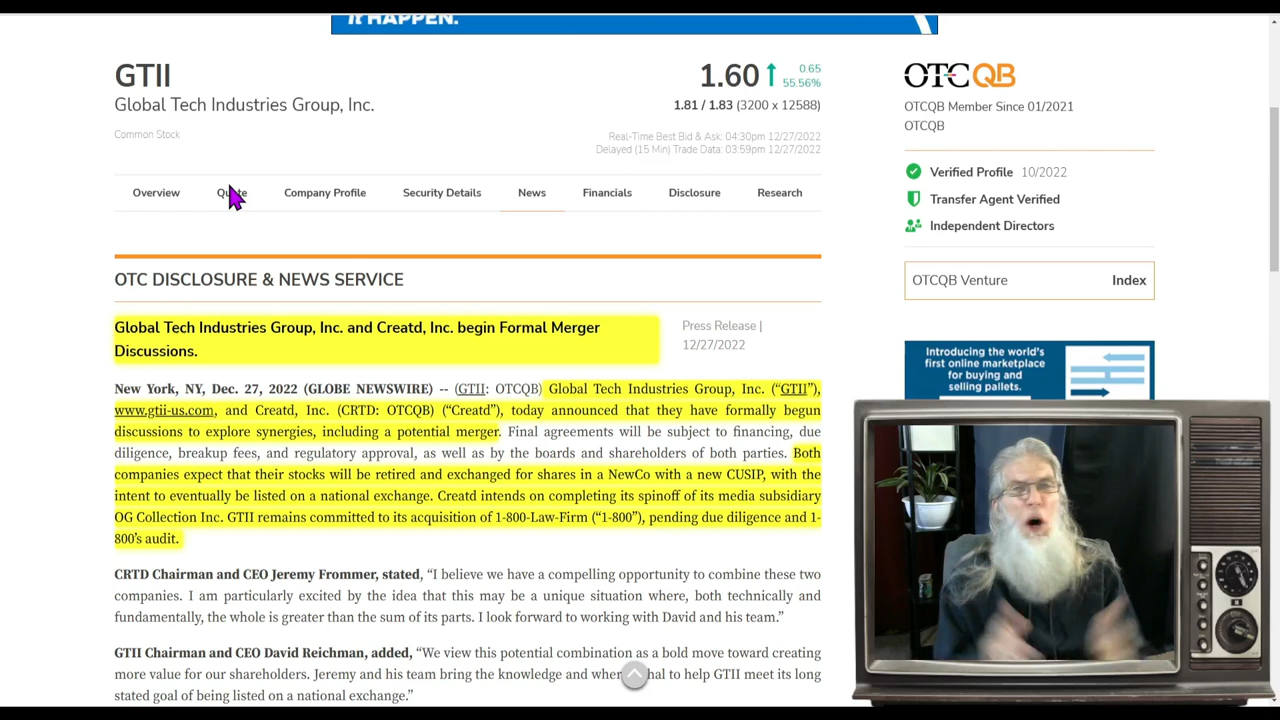 IT HAPPEN.
GTII
1.60
0.65
55.56%
Global Tech Industries Group, Inc.
1.81 / 1.83 (3200 x 12588)
Common Stock
Real-Time Best Bid & Ask: 04:30pm 12/27/2022
Delayed (15 Min) Trade Data: 03:59pm 12/27/2022
OTCQB
OTCQB Member Since 01/2021
OTCQB
Verified Profile 10/2022
Transfer Agent Verified
Independent Directors
OTCQB Venture Index
Overview Quote Company Profile Security Details News Financials Disclosure Research
OTC DISCLOSURE & NEWS SERVICE
Global Tech Industries Group, Inc. and Creatd, Inc. begin Formal Merger
Discussions.
Press Release |
12/27/2022
New York, NY, Dec. 27, 2022 (GLOBE NEWSWIRE) -- (GTII: OTCQB) Global Tech Industries Group, Inc. (“GTII”),
www.gtii-us.com, and Creatd, Inc. (CRTD: OTCQB) (“Creatd”), today announced that they have formally begun
discussions to explore synergies, including a potential merger. Final agreements will be subject to financing, due
diligence, breakup fees, and regulatory approval, as well as by the boards and shareholders of both parties. Both
companies expect that their stocks will be retired and exchanged for shares in a NewCo with a new CUSIP, with the
intent to eventually be listed on a national exchange. Creatd intends on completing its spinoff of its media subsidiary
OG Collection Inc. GTII remains committed to its acquisition of 1-800-Law-Firm (“1-800”), pending due diligence and 1-
800’s audit.
CRTD Chairman and CEO Jeremy Frommer, stated, “I believe we have a compelling opportunity to combine these two
companies. I am particularly excited by the idea that this may be a unique situation where, both technically and
fundamentally, the whole is greater than the sum of its parts. I look forward to working with David and his team.”
GTII Chairman and CEO David Reichman, added, “We view this potential combination as a bold move toward creating
more value for our shareholders. Jeremy and his team bring the knowledge and to help GTII meet its long
stated goal of being listed on a national exchange.”
Introducing the world's
first online marketplace
for buying and
selling pallets.